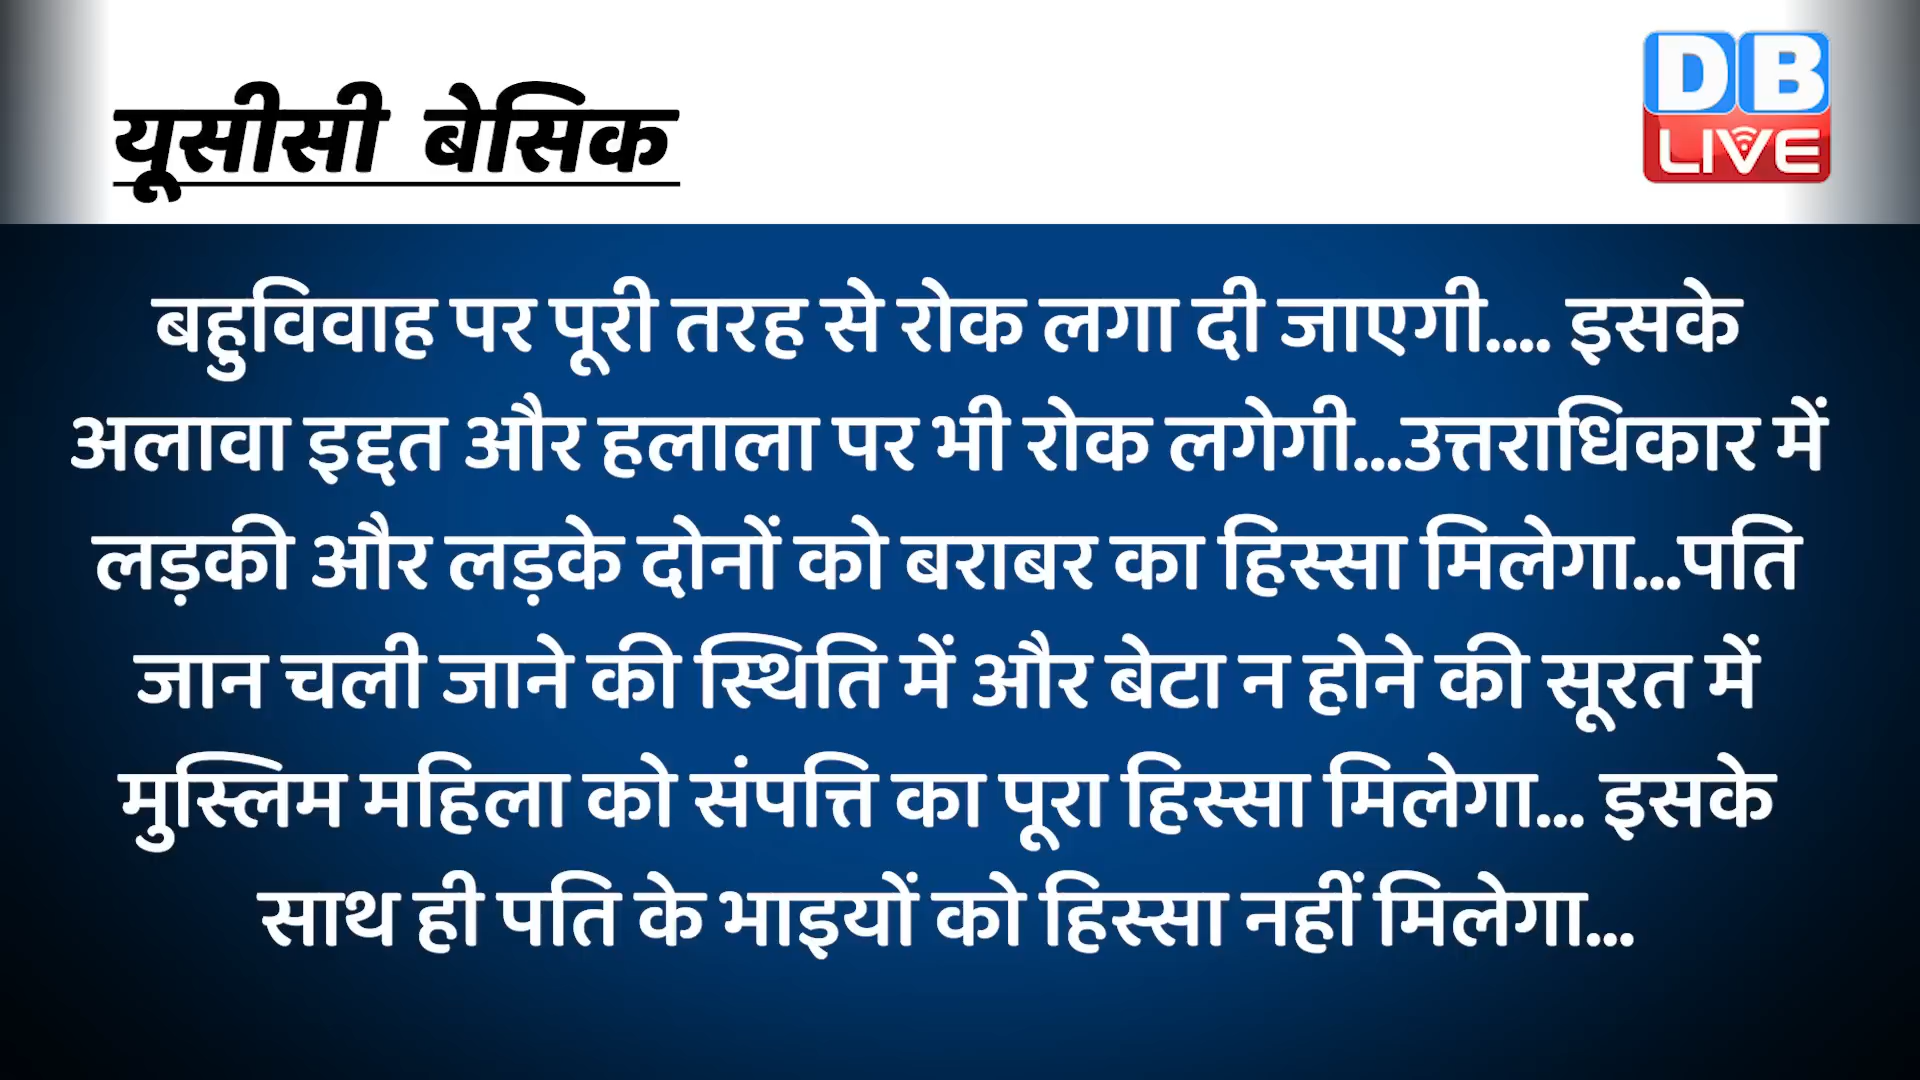 यूसीसी बेसिक
DB
LIVE
बहुविवाह पर पूरी तरह से रोक लगा दी जाएगी.... इसके
अलावा इद्दत और हलाला पर भी रोक लगेगी...उत्तराधिकार में
लड़की और लड़के दोनों को बराबर का हिस्सा मिलेगा...पति
जान चली जाने की स्थिति में और बेटा न होने की सूरत में
मुस्लिम महिला को संपत्ति का पूरा हिस्सा मिलेगा... इसके
साथ ही पति के भाइयों को हिस्सा नहीं मिलेगा...